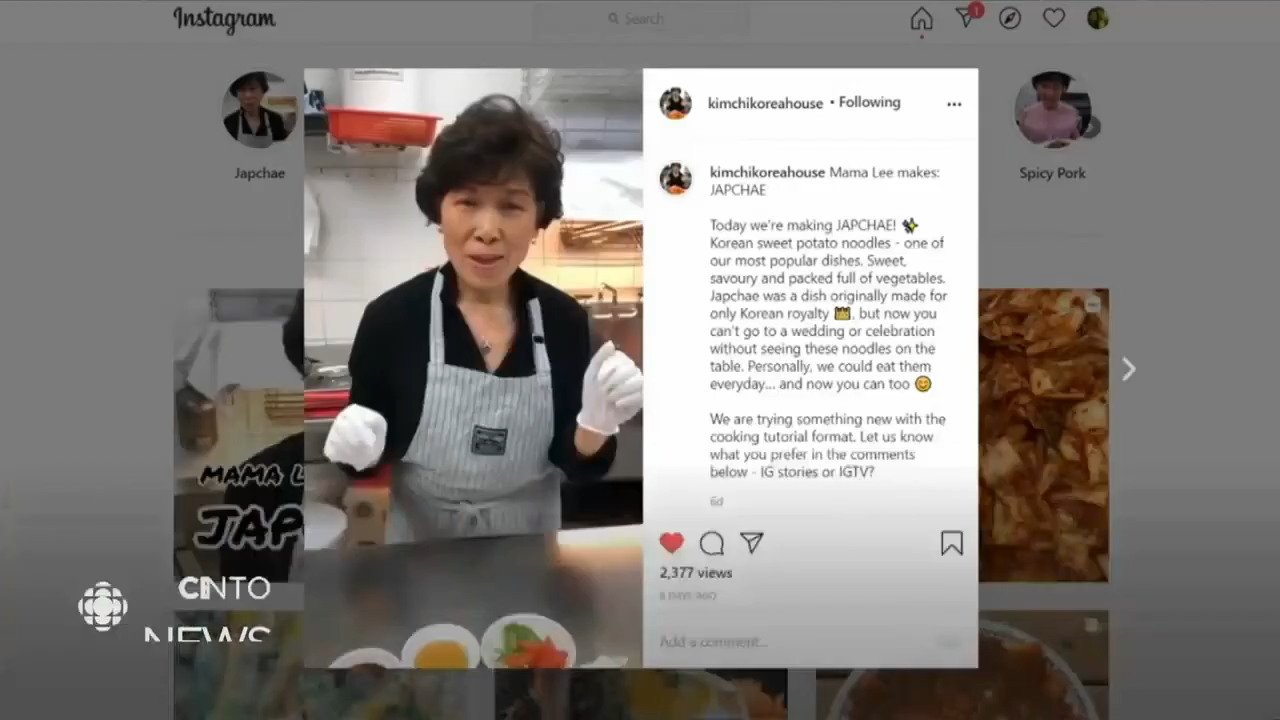 Instagram
Search
1
Japchae
Spicy Pork
kimchikoreahouse • Following
kimchikoreahouse Mama Lee makes:
JAPCHAE
Today we're making JAPCHAE!
Korean sweet potato noodles - one of
our most popular dishes. Sweet,
savoury and packed full of vegetables.
Japchae was a dish originally made for
only Korean royalty 👑, but now you
can't go to a wedding or celebration
without seeing these noodles on the
table. Personally, we could eat them
everyday... and now you can too 😊
We are trying something new with the
cooking tutorial format. Let us know
what you prefer in the comments
below - IG stories or IGTV?
6d
2,377 views
6 DAYS AGO
Add a comment...
MAMA L
JAP
NEWS